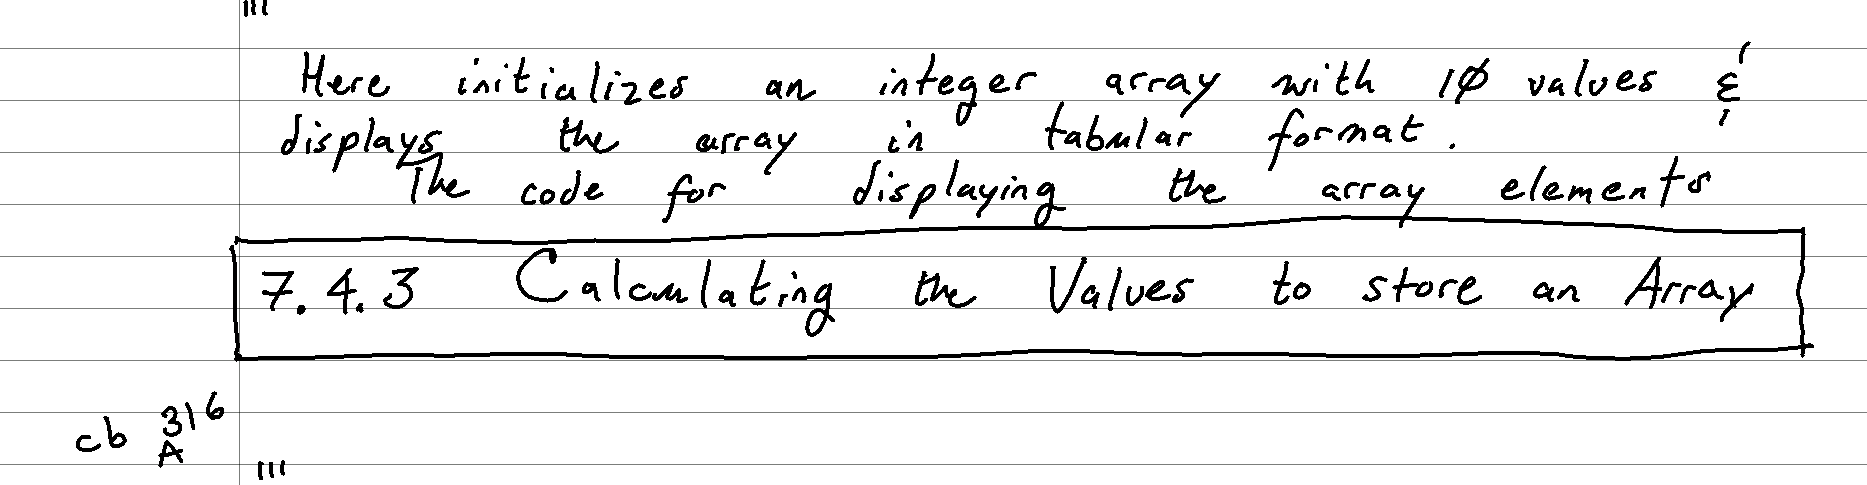 Here initializes an integer array with 10 values &
displays the array in tabular format.
The code for displaying the array elements
7.4.3 Calculating the Values to store an Array
cb 316
A